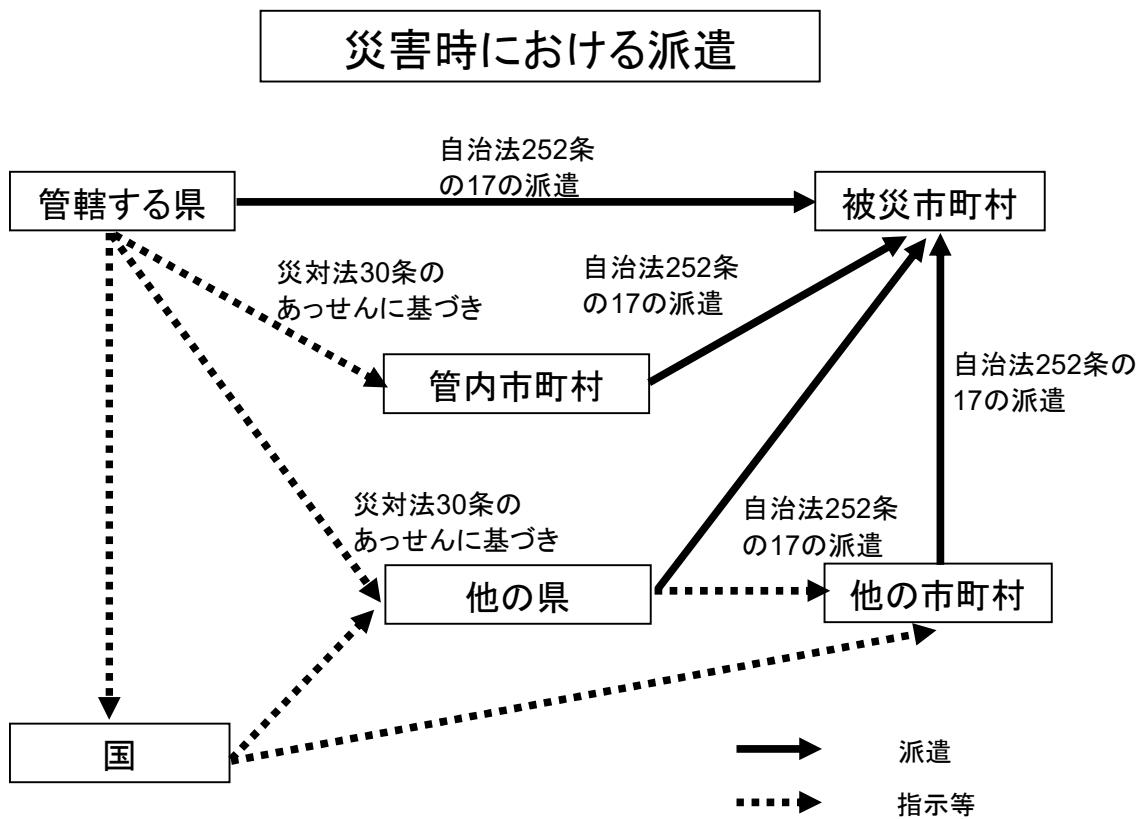 災害時における派遣
自治法252条
の17の派遣
管轄する県
被災市町村
災対法30条の
あっせんに基づき
自治法252条
の17の派遣
管内市町村
自治法252条の
17の派遣
災対法30条の
あっせんに基づき
自治法252条
の17の派遣
他の県
他の市町村
国
派遣
指示等